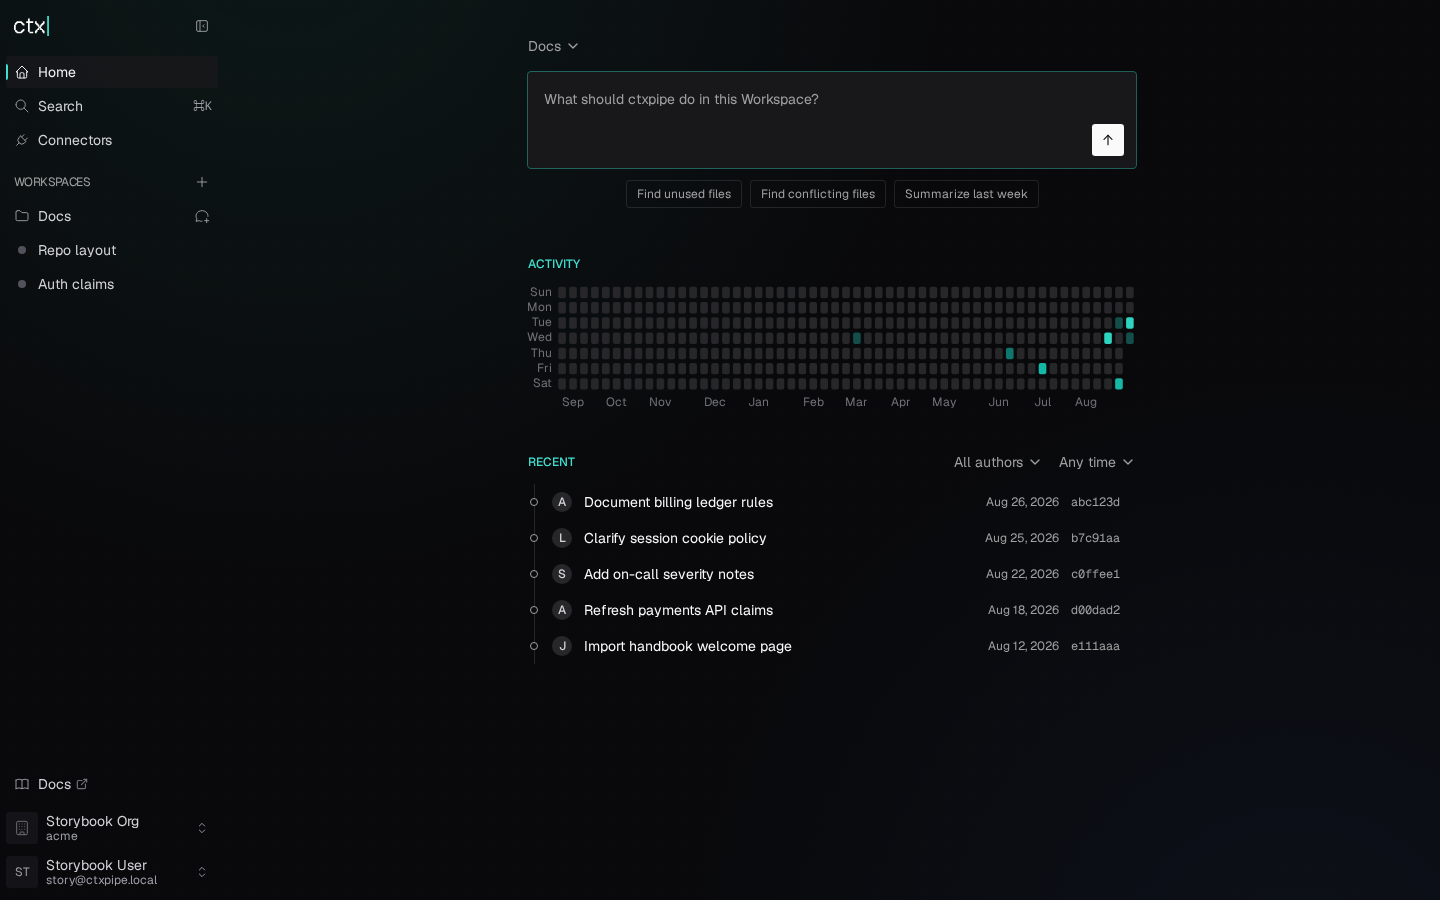 ctx
Home
Search ⌘K
Connectors
WORKSPACES
Docs
Repo layout
Auth claims
Docs
Storybook Org
acme
ST
Storybook User
story@ctxpipe.local
Docs
What should ctxpipe do in this Workspace?
Find unused files
Find conflicting files
Summarize last week
ACTIVITY
Sun
Mon
Tue
Wed
Thu
Fri
Sat
Sep Oct Nov Dec Jan Feb Mar Apr May Jun Jul Aug
RECENT All authors Any time
A Document billing ledger rules Aug 26, 2026 abc123d
L Clarify session cookie policy Aug 25, 2026 b7c91aa
S Add on-call severity notes Aug 22, 2026 c0ffee1
A Refresh payments API claims Aug 18, 2026 d00dad2
J Import handbook welcome page Aug 12, 2026 e111aaa